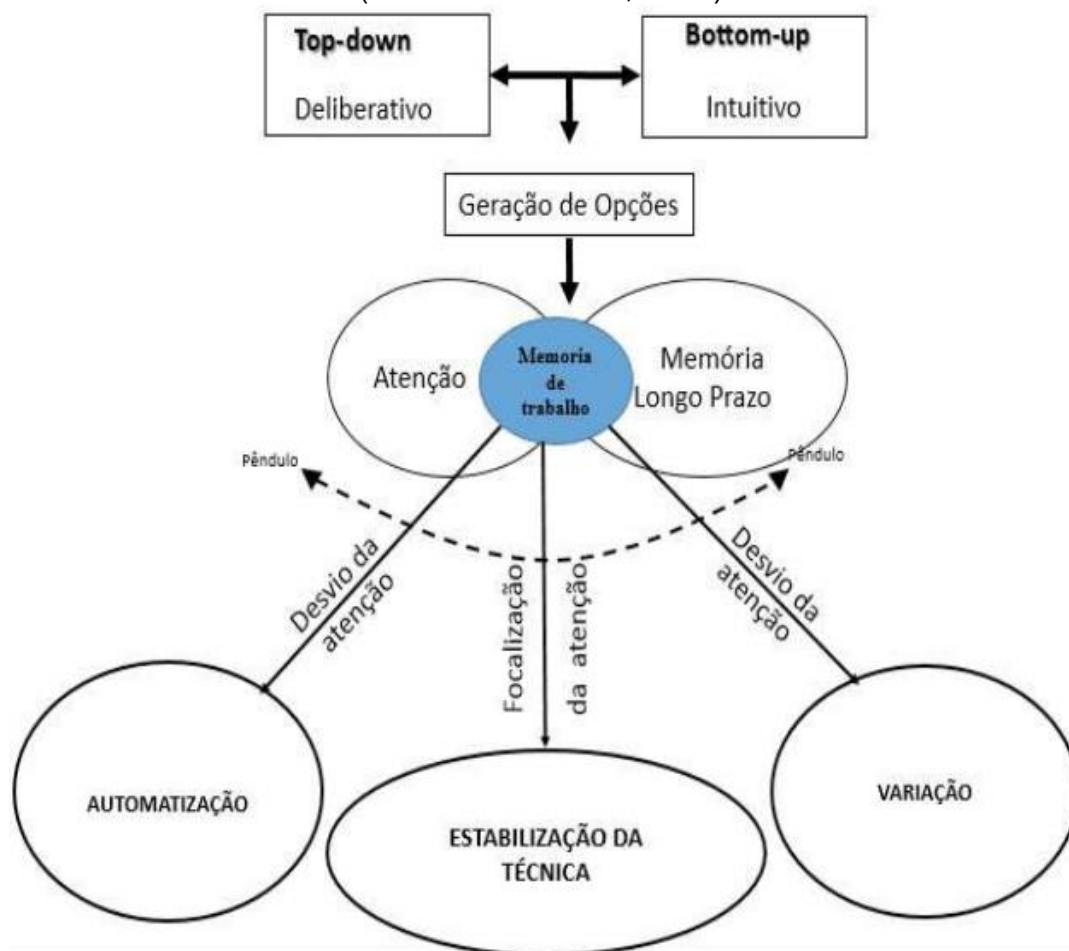 Top-down
Deliberativo
Bottom-up
Intuitivo
Geração de Opções
Atenção
Memoria
de
trabalho
Memória
Longo Prazo
Pêndulo
Pêndulo
Desvio da
atenção
Focalização
da atenção
Desvio da
atenção
AUTOMATIZAÇÃO
ESTABILIZAÇÃO DA
TÉCNICA
VARIAÇÃO